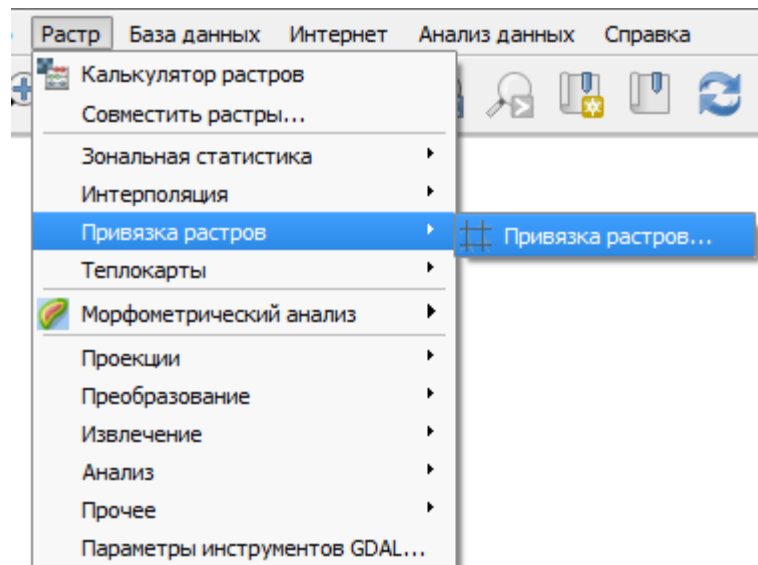 Растр База данных Интернет Анализ данных Справка
Калькулятор растров
Совместить растры...
Зональная статистика
Интерполяция
Привязка растров
Привязка растров...
Теплокарты
Морфометрический анализ
Проекции
Преобразование
Извлечение
Анализ
Прочее
Параметры инструментов GDAL...